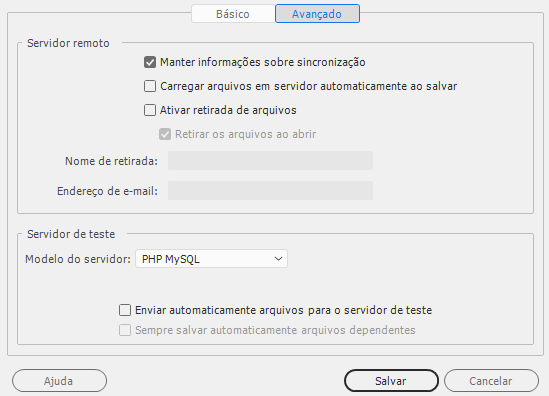 Básico Avançado
Servidor remoto
Manter informações sobre sincronização
Carregar arquivos em servidor automaticamente ao salvar
Ativar retirada de arquivos
Retirar os arquivos ao abrir
Nome de retirada:
Endereço de e-mail:
Servidor de teste
Modelo do servidor: PHP MySQL
Enviar automaticamente arquivos para o servidor de teste
Sempre salvar automaticamente arquivos dependentes
Ajuda Salvar Cancelar